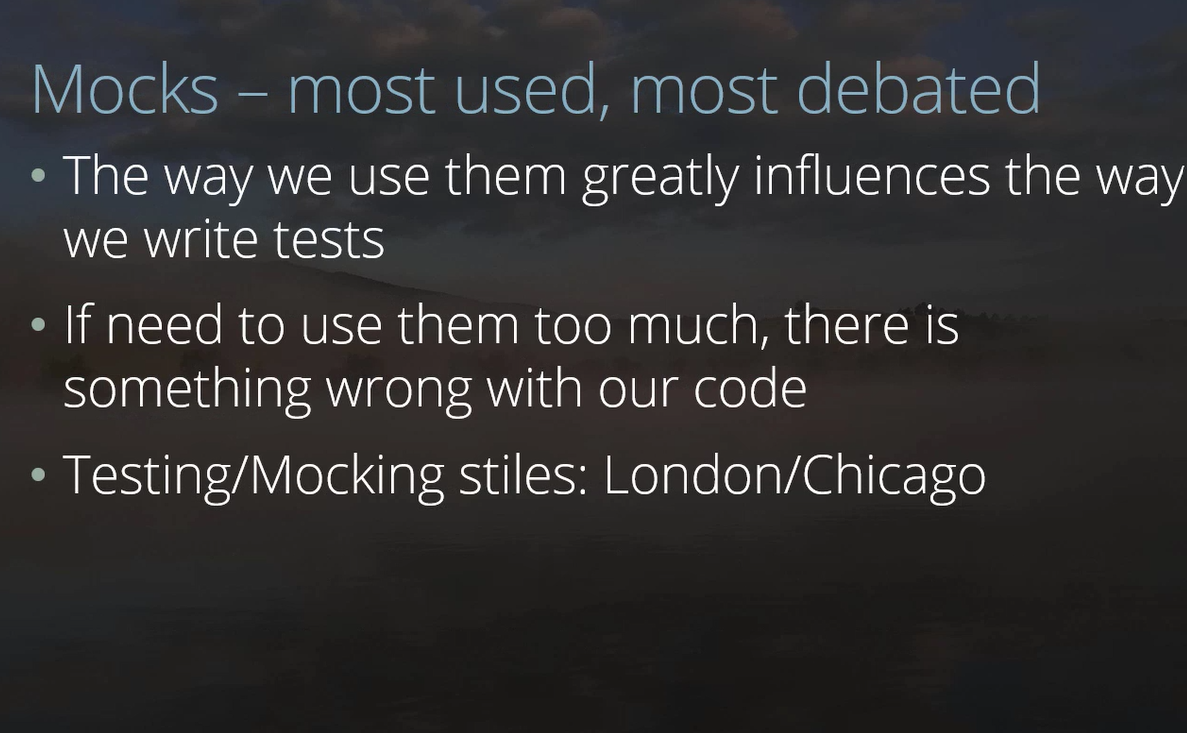 Mocks – most used, most debated
• The way we use them greatly influences the way
we write tests
• If need to use them too much, there is
something wrong with our code
• Testing/Mocking stiles: London/Chicago